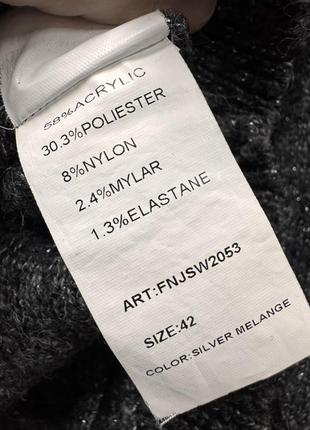 58%ACRYLIC
30.3%POLIESTER
8%NYLON
2.4%MYLAR
1.3%ELASTANE
ART:FNJSW2053
SIZE:42
COLOR:SILVER MELANGE